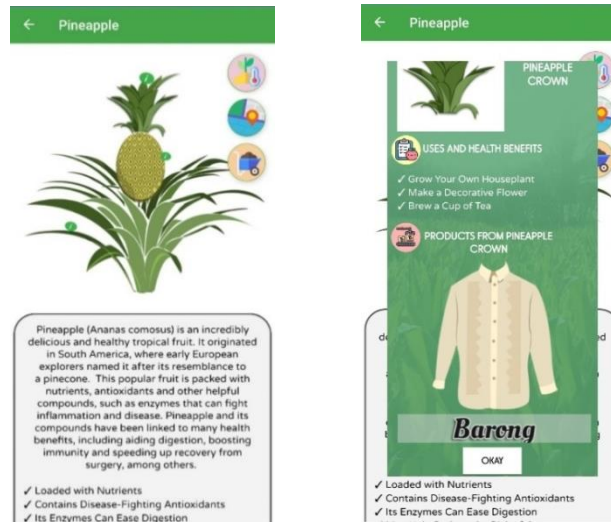 Pineapple
Pineapple (Ananas comosus) is an incredibly
delicious and healthy tropical fruit. It originated
in South America, where early European
explorers named it after its resemblance to
a pinecone. This popular fruit is packed with
nutrients, antioxidants and other helpful
compounds, such as enzymes that can fight
inflammation and disease. Pineapple and its
compounds have been linked to many health
benefits, including aiding digestion, boosting
immunity and speeding up recovery from
surgery, among others.
✓ Loaded with Nutrients
✓ Contains Disease-Fighting Antioxidants
✓ Its Enzymes Can Ease Digestion
Pineapple
PINEAPPLE
CROWN
USES AND HEALTH BENEFITS
✓ Grow Your Own Houseplant
✓ Make a Decorative Flower
✓ Brew a Cup of Tea
PRODUCTS FROM PINEAPPLE
CROWN
Barong
OKAY
✓ Loaded with Nutrients
✓ Contains Disease-Fighting Antioxidants
✓ Its Enzymes Can Ease Digestion